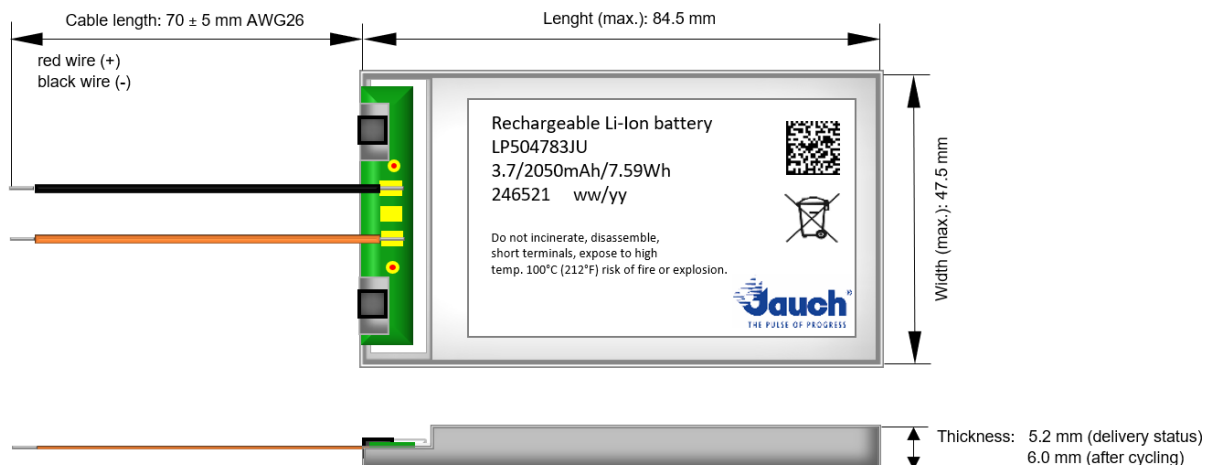 Cable length: 70 ± 5 mm AWG26
Lenght (max.): 84.5 mm
red wire (+)
black wire (-)
Rechargeable Li-Ion battery
LP504783JU
3.7/2050mAh/7.59Wh
246521 ww/yy
Do not incinerate, disassemble,
short terminals, expose to high
temp. 100°C (212°F) risk of fire or explosion.
Jauch®
THE PULSE OF PROGRESS
Width (max.): 47.5 mm
Thickness: 5.2 mm (delivery status)
6.0 mm (after cycling)